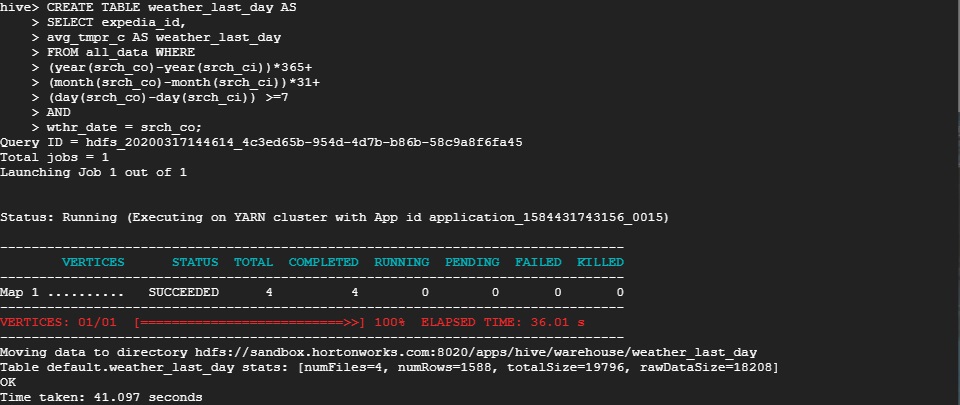 hive> CREATE TABLE weather_last_day AS
    > SELECT expedia_id,
    > avg_tmpr_c AS weather_last_day
    > FROM all_data WHERE
    > (year(srch_co)-year(srch_ci))*365+
    > (month(srch_co)-month(srch_ci))*31+
    > (day(srch_co)-day(srch_ci)) >=7
    > AND
    > wthr_date = srch_co;
Query ID = hdfs_20200317144614_4c3ed65b-954d-4d7b-b86b-58c9a8f6fa45
Total jobs = 1
Launching Job 1 out of 1
Status: Running (Executing on YARN cluster with App id application_1584431743156_0015)
--------------------------------------------------------------------------------
        VERTICES      STATUS  TOTAL  COMPLETED  RUNNING  PENDING  FAILED  KILLED
--------------------------------------------------------------------------------
Map 1 ..........   SUCCEEDED      4          4        0        0       0       0
--------------------------------------------------------------------------------
VERTICES: 01/01  [==========================>>] 100%  ELAPSED TIME: 36.01 s
--------------------------------------------------------------------------------
Moving data to directory hdfs://sandbox.hortonworks.com:8020/apps/hive/warehouse/weather_last_day
Table default.weather_last_day stats: [numFiles=4, numRows=1588, totalSize=19796, rawDataSize=18208]
OK
Time taken: 41.097 seconds